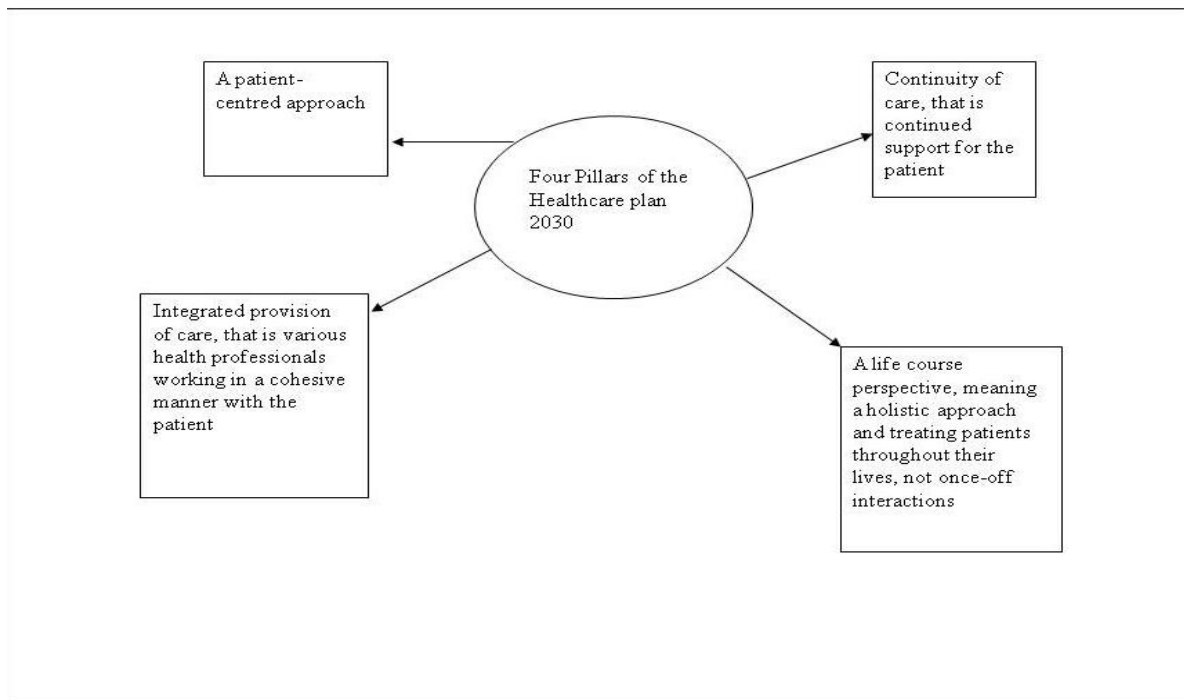 A patient-
centred approach
Four Pillars of the
Healthcare plan
2030
Continuity of
care, that is
continued
support for the
patient
Integrated provision
of care, that is various
health professionals
working in a cohesive
manner with the
patient
A life course
perspective, meaning
a holistic approach
and treating patients
throughout their
lives, not once-off
interactions